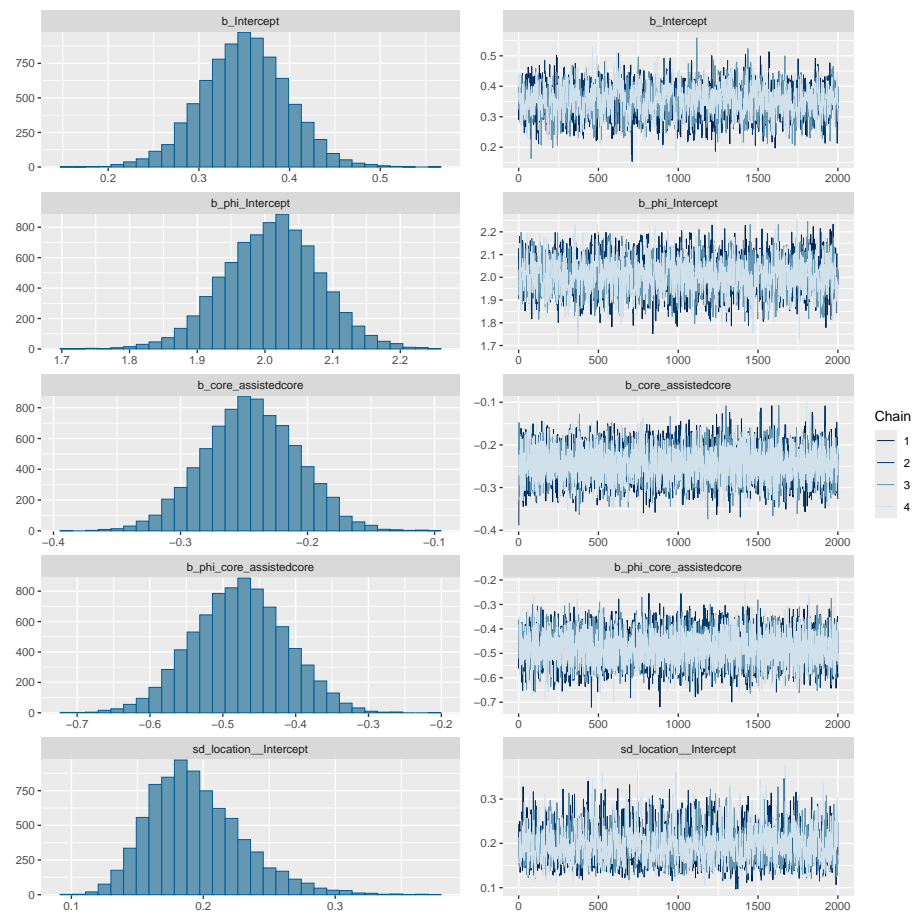 b_Intercept
750
500
250
0
0.2 0.3 0.4 0.5
b_Intercept
0.5
0.4
0.3
0.2
0 500 1000 1500 2000
b_phi_Intercept
800
600
400
200
0
1.7 1.8 1.9 2.0 2.1 2.2
b_phi_Intercept
2.2
2.1
2.0
1.9
1.8
1.7
0 500 1000 1500 2000
b_core_assistedcore
800
600
400
200
0
−0.4 −0.3 −0.2 −0.1
b_core_assistedcore
−0.1
−0.2
−0.3
−0.4
0 500 1000 1500 2000
b_phi_core_assistedcore
800
600
400
200
0
−0.7 −0.6 −0.5 −0.4 −0.3 −0.2
b_phi_core_assistedcore
−0.2
−0.3
−0.4
−0.5
−0.6
−0.7
0 500 1000 1500 2000
sd_location__Intercept
750
500
250
0
0.1 0.2 0.3
sd_location__Intercept
0.3
0.2
0.1
0 500 1000 1500 2000
Chain
1
2
3
4